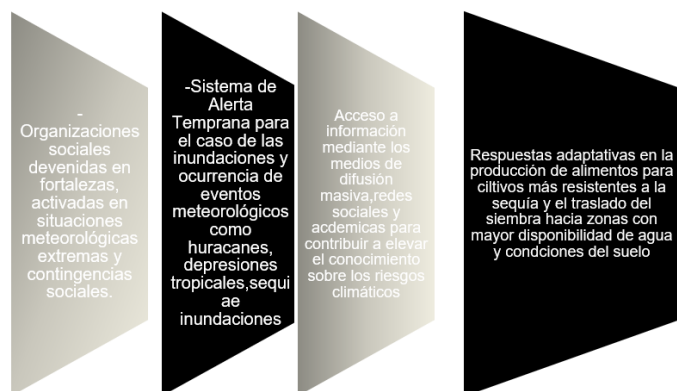 -
Organizaciones
sociales
devenidas en
fortalezas,
activadas en
situaciones
meteorológicas
extremas y
contingencias
sociales.
-Sistema de
Alerta
Temprana para
el caso de las
inundaciones y
ocurrencia de
eventos
meteorológicos
como
huracanes,
depresiones
tropicales,sequi
ae
inundaciones
Acceso a
información
mediante los
medios de
difusión
masiva,redes
sociales y
acdemicas para
contribuir a elevar
el conocimiento
sobre los riesgos
climáticos
Respuestas adaptativas en la
producción de alimentos para
ciltivos más resistentes a la
sequía y el traslado del
siembra hacia zonas con
mayor disponibilidad de agua
y condciones del suelo